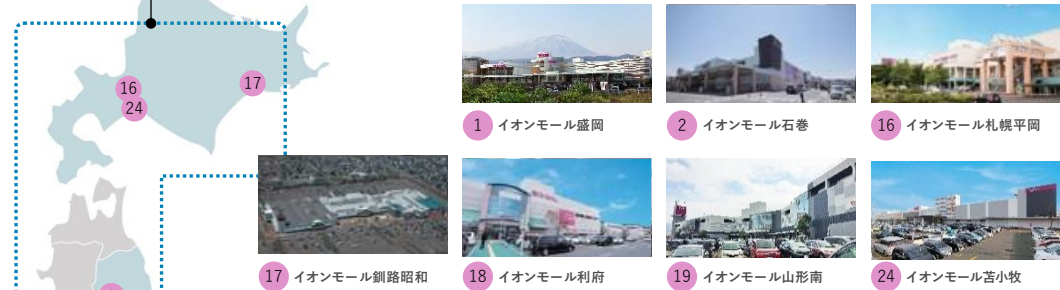 16
24
17
1 イオンモール盛岡
2 イオンモール石巻
16 イオンモール札幌平岡
17 イオンモール釧路昭和
18 イオンモール利府
19 イオンモール山形南
24 イオンモール苫小牧